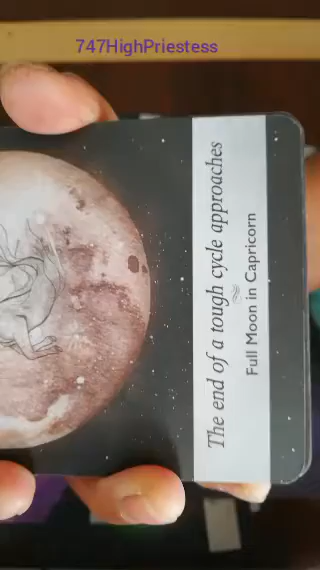 747HighPriestess
The end of a tough cycle approaches
Full Moon in Capricorn